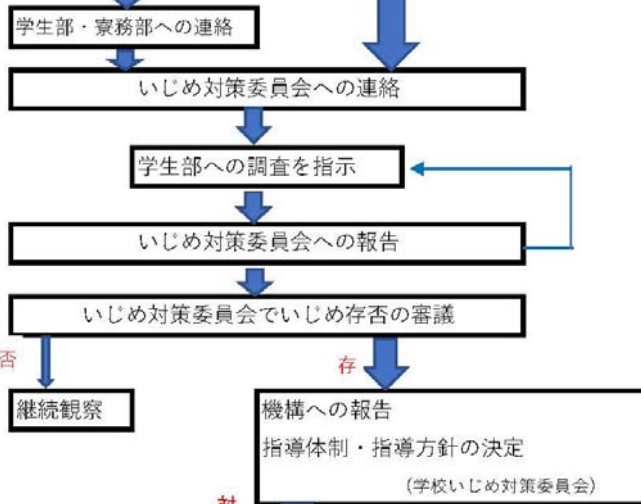 学生部・寮務部への連絡
いじめ対策委員会への連絡
学生部への調査を指示
いじめ対策委員会への報告
いじめ対策委員会でいじめ存否の審議
否
存
継続観察
機構への報告
指導体制・指導方針の決定
(学校いじめ対策委員会)